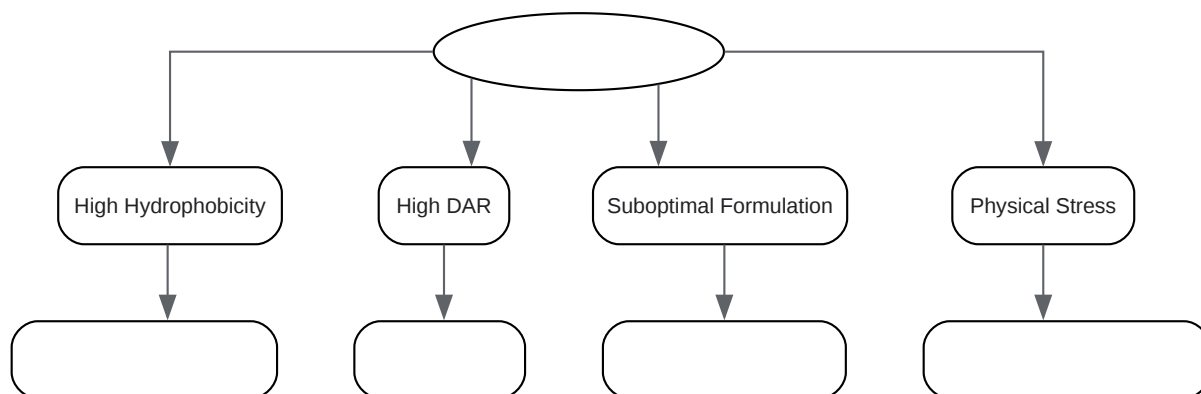 High Hydrophobicity
High DAR
Suboptimal Formulation
Physical Stress